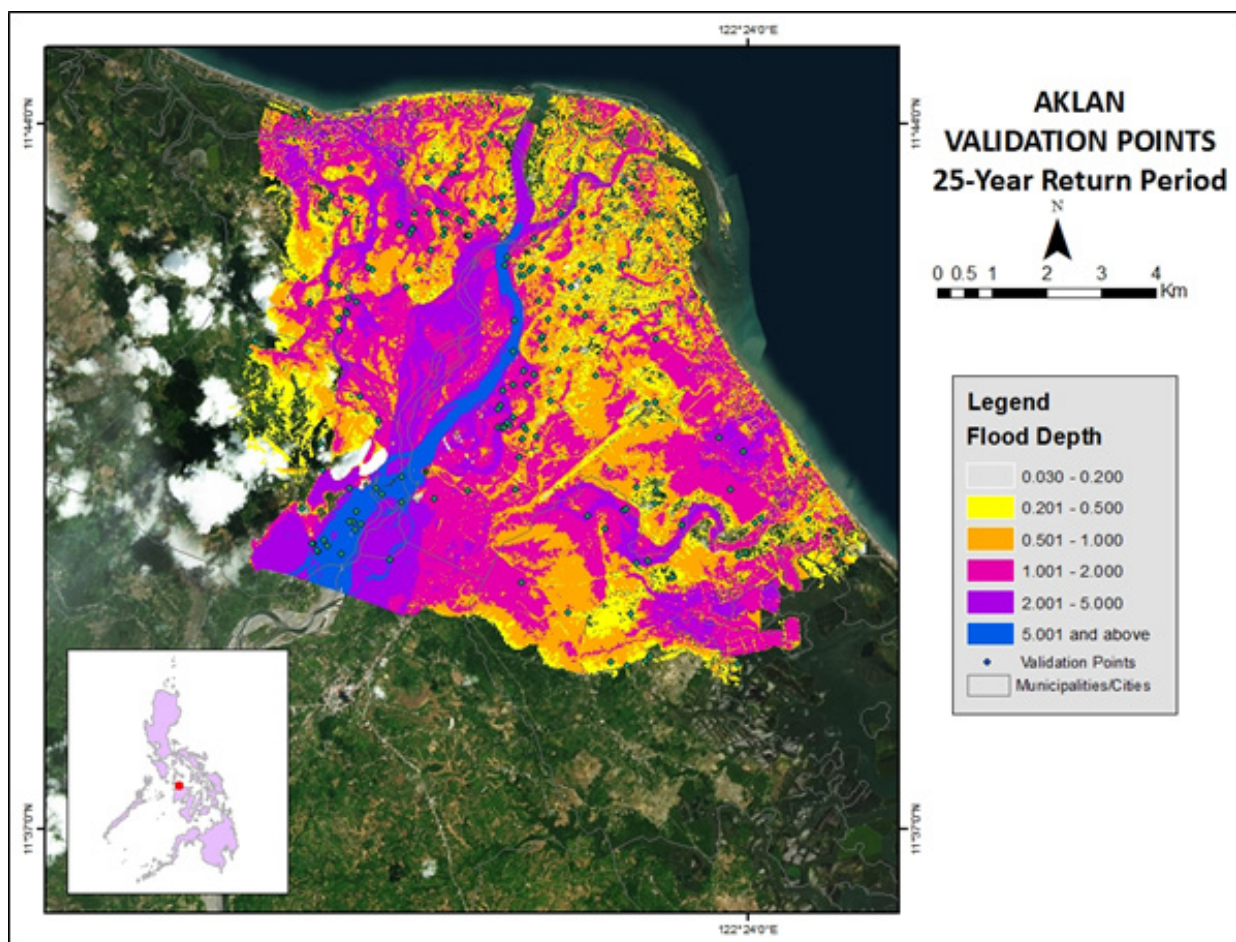 122°24'0"E
AKLAN
VALIDATION POINTS
25-Year Return Period
N
0 0.5 1 2 3 4
Km
11°44'0"N
11°44'0"N
Legend
Flood Depth
0.030 - 0.200
0.201 - 0.500
0.501 - 1.000
1.001 - 2.000
2.001 - 5.000
5.001 and above
Validation Points
Municipalities/Cities
11°37'0"N
11°37'0"N
122°24'0"E